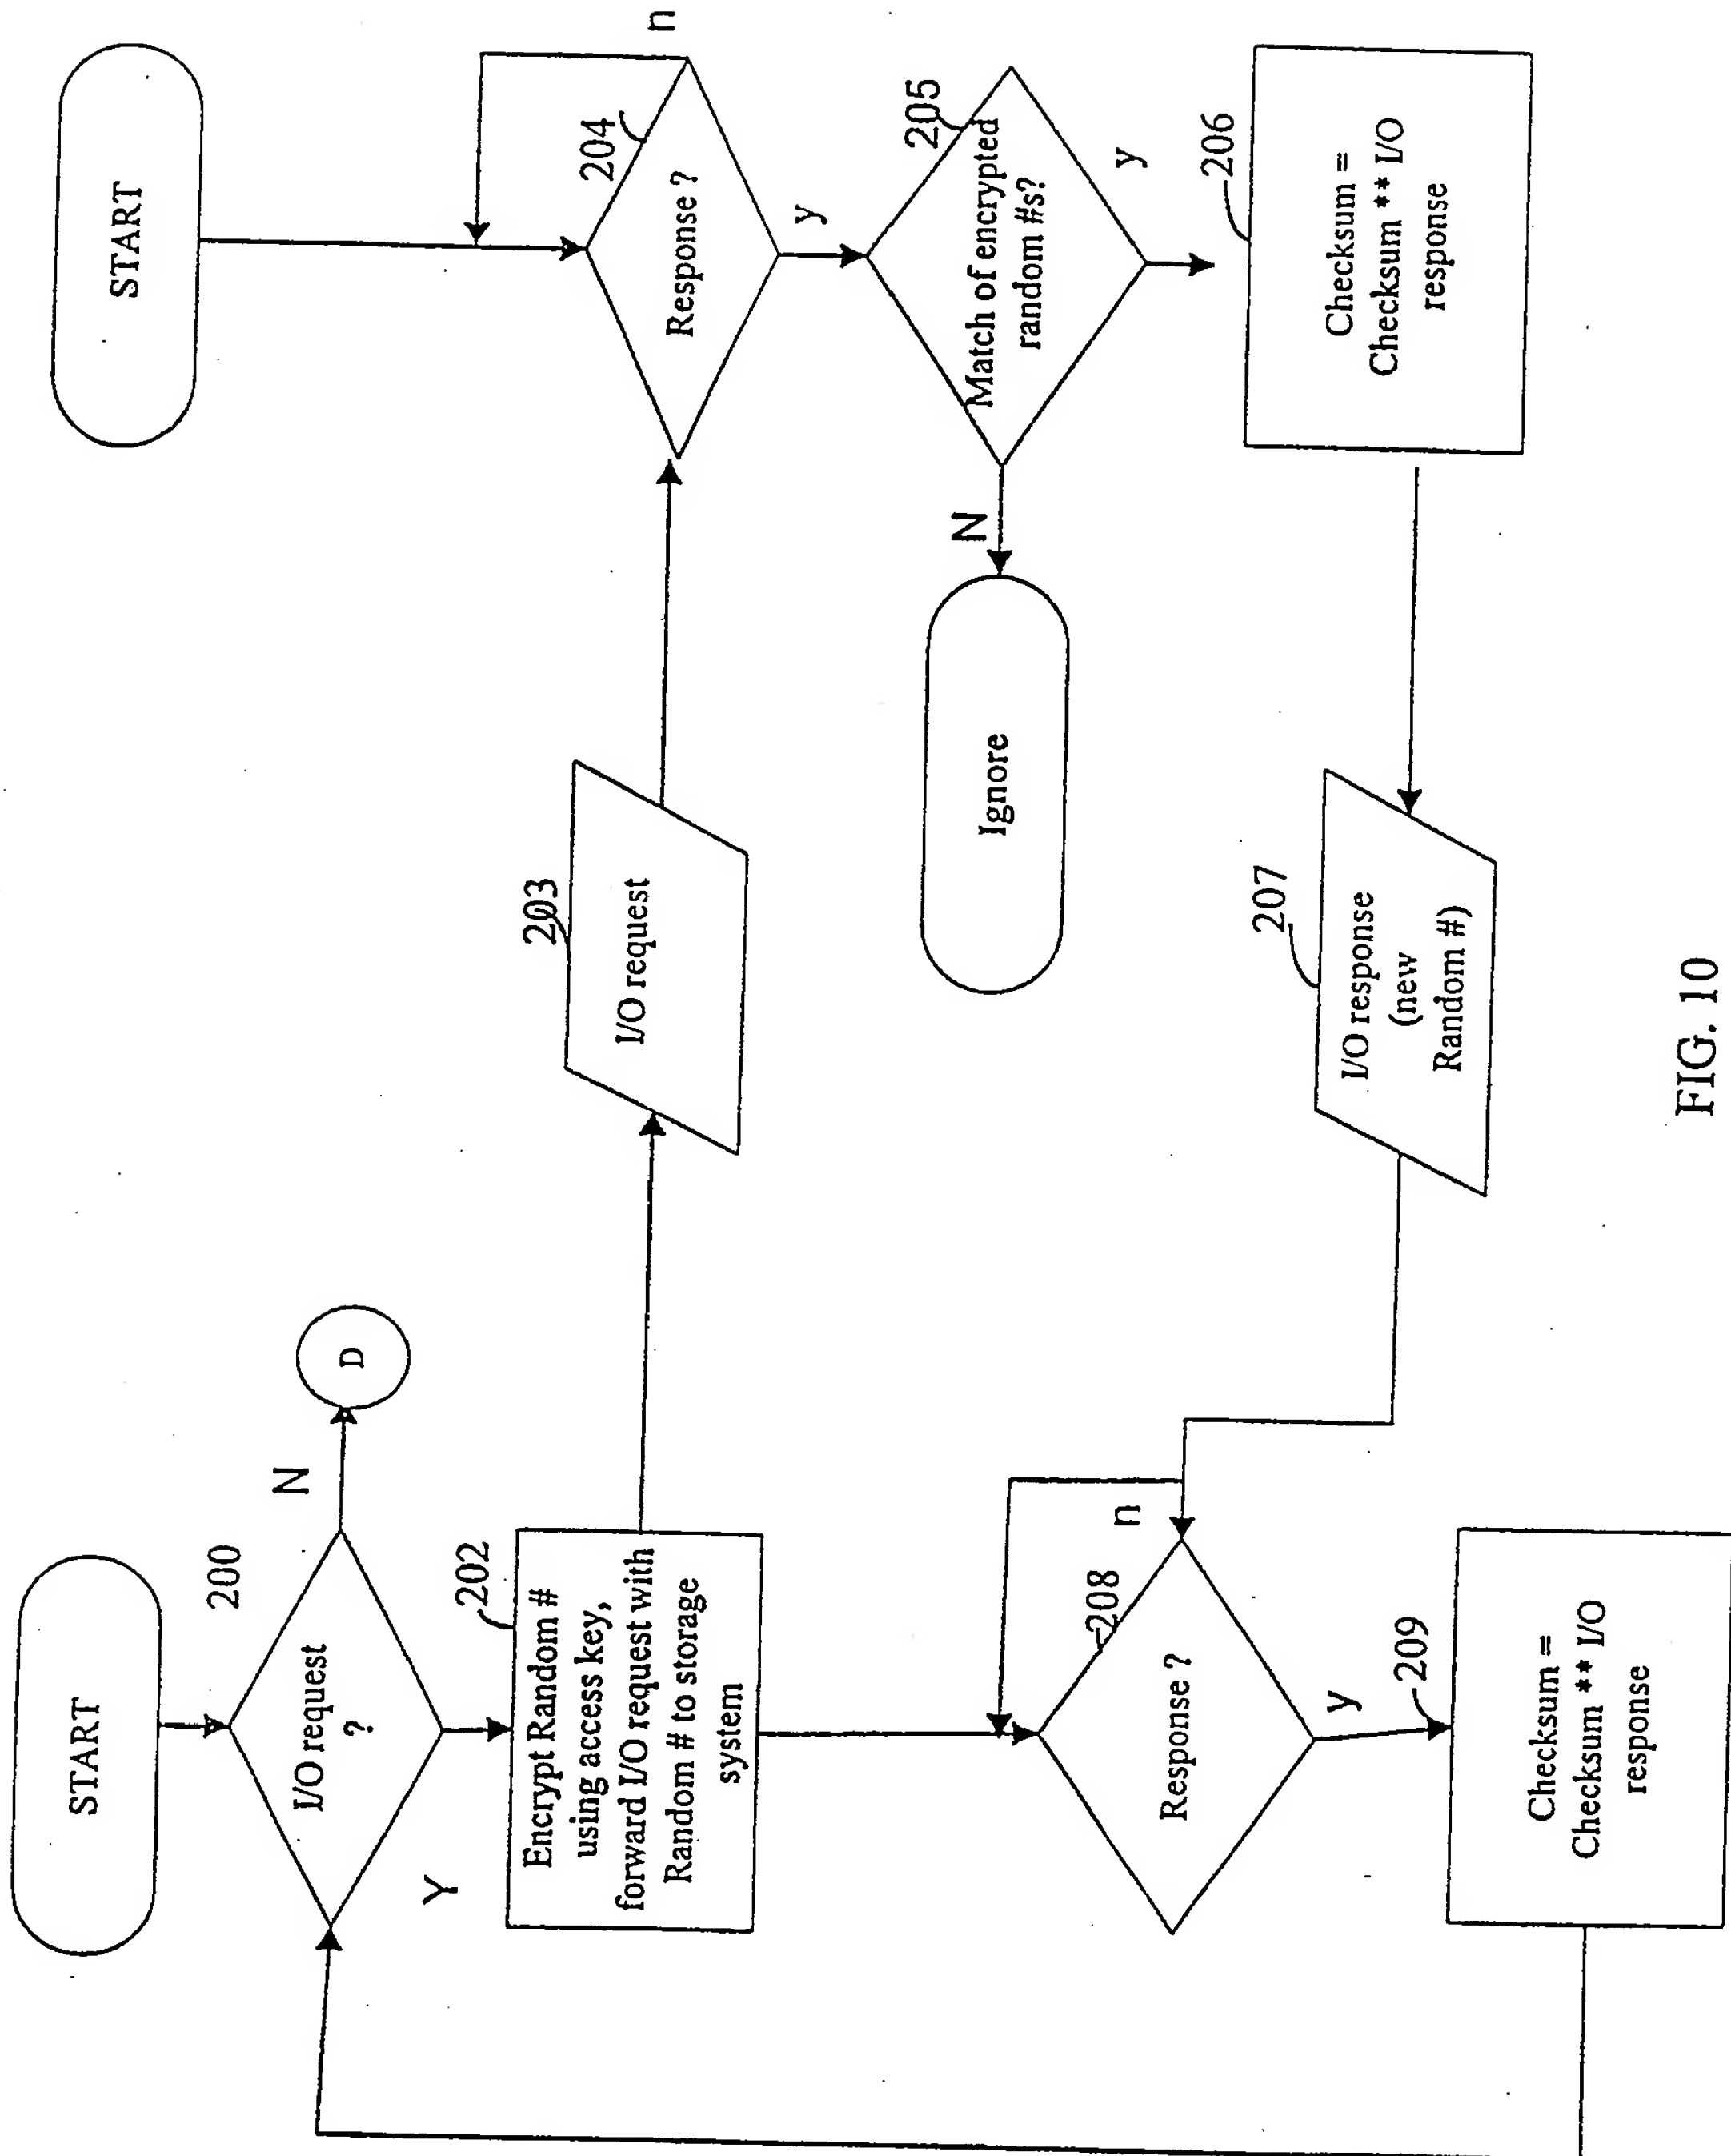 START
200
I/O request
?
N
D
Y
202
Encrypt Random #
using access key,
forward I/O request with
Random # to storage
system
203
I/O request
START
204
Response ?
n
y
205
Match of encrypted
random #s?
N
Ignore
y
206
Checksum =
Checksum ** I/O
response
207
I/O response
(new
Random #)
208
Response ?
n
y
209
Checksum =
Checksum ** I/O
response
FIG. 10